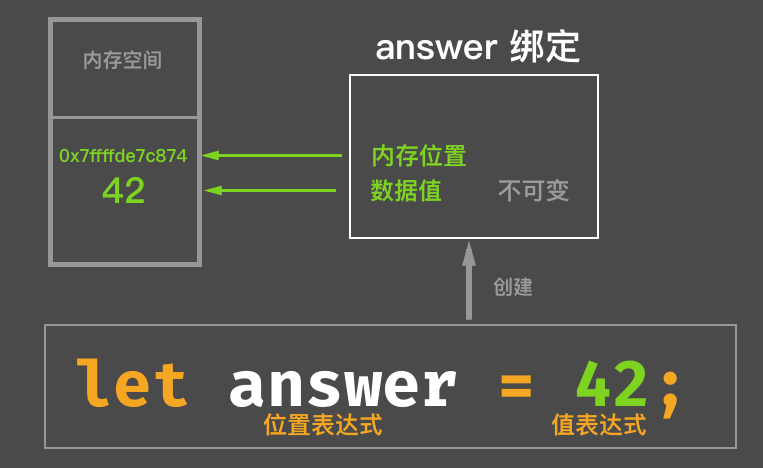 answer 绑定
内存空间
0x7ffffde7c874
42
内存位置
数据值 不可变
创建
let answer = 42;
位置表达式 值表达式